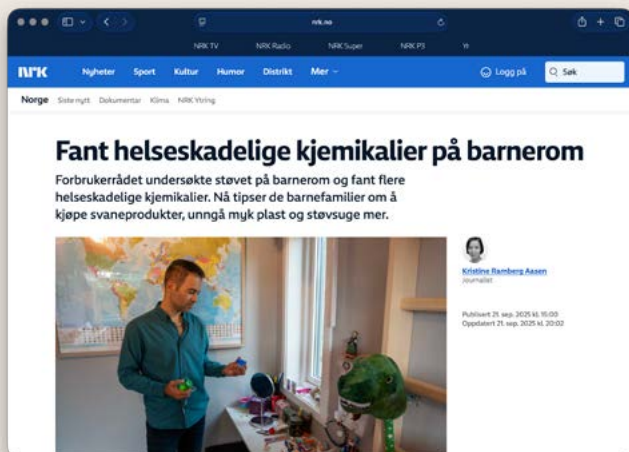 nrk.no
NRK TV NRK Radio NRK Super NRK P3 Yr
NRK Nyheter Sport Kultur Humor Distrikt Mer Logg på Søk
Norge Siste nytt Dokumentar Klima NRK Ytring
Fant helseskadelige kjemikalier på barnerom
Forbrukerrådet undersøkte støvet på barnerom og fant flere
helseskadelige kjemikalier. Nå tipser de barnefamilier om å
kjøpe svaneprodukter, unngå myk plast og støvsuge mer.
Kristine Ramberg Aasen
Journalist
Publisert 21. sep. 2025 kl. 15:00
Oppdatert 21. sep. 2025 kl. 20:02